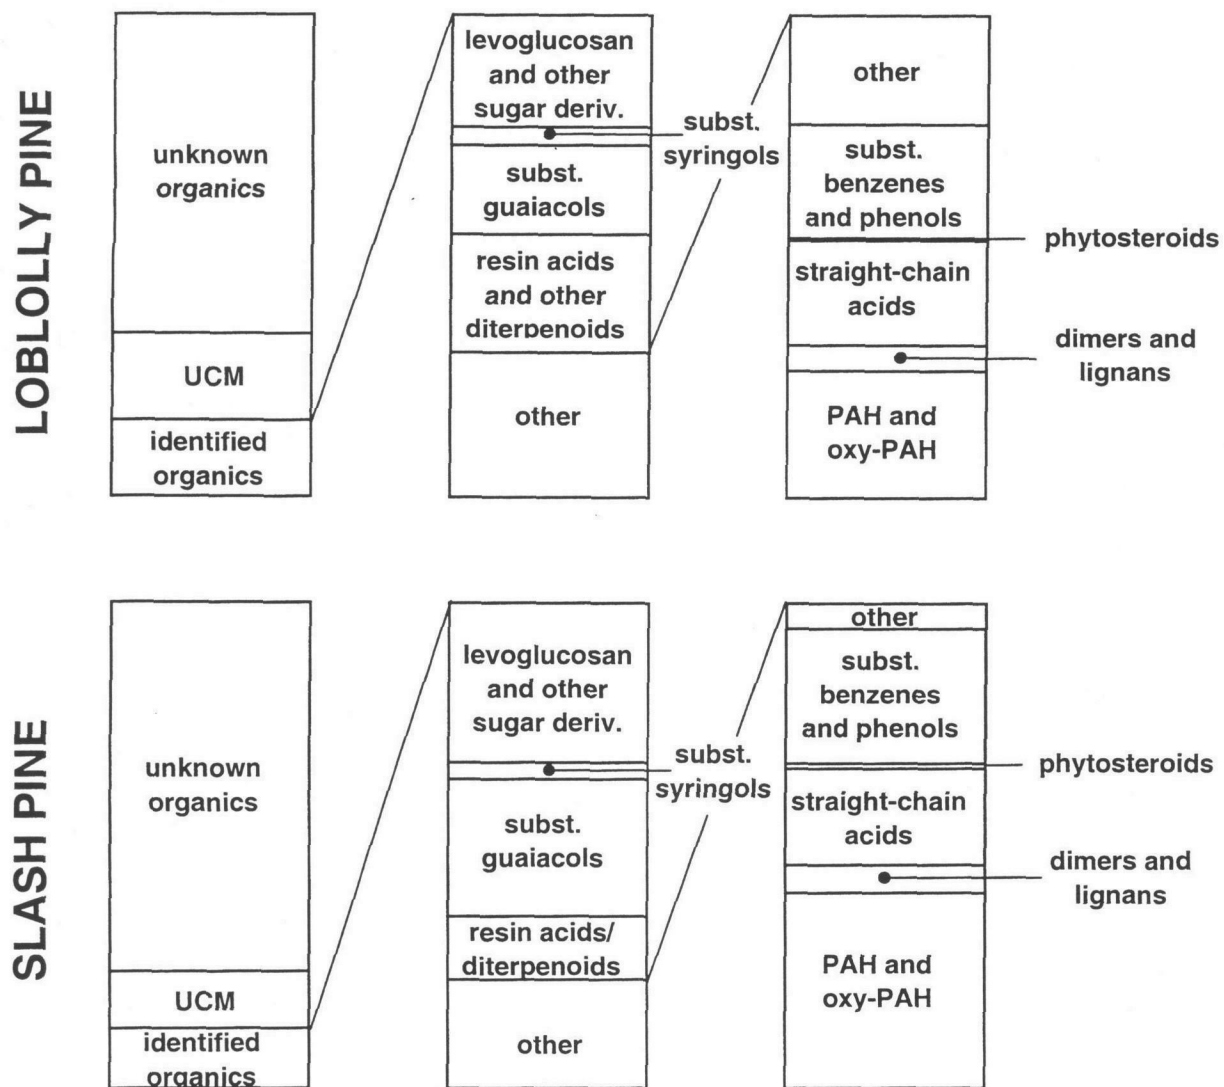 LOBLOLLY PINE
unknown
organics
UCM
identified
organics
levoglucosan
and other
sugar deriv.
subst.
syringols
subst.
guaiacols
resin acids
and other
diterpenoids
other
other
subst.
benzenes
and phenols
phytosteroids
straight-chain
acids
dimers and
lignans
PAH and
oxy-PAH
SLASH PINE
unknown
organics
UCM
identified
organics
levoglucosan
and other
sugar deriv.
subst.
syringols
subst.
guaiacols
resin acids/
diterpenoids
other
other
subst.
benzenes
and phenols
phytosteroids
straight-chain
acids
dimers and
lignans
PAH and
oxy-PAH